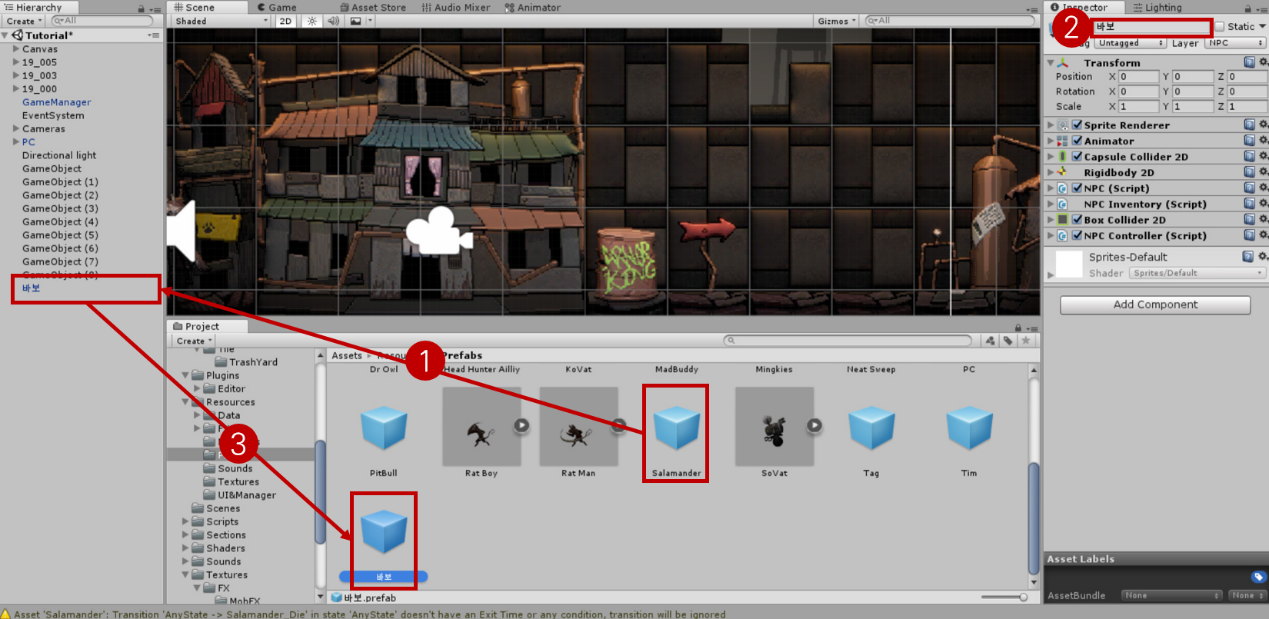 Hierarchy
Create
All
Tutorial*
Canvas
19_005
19_003
19_000
GameManager
EventSystem
Cameras
PC
Directional light
GameObject
GameObject (1)
GameObject (2)
GameObject (3)
GameObject (4)
GameObject (5)
GameObject (6)
GameObject (7)
GameObject (8)
바보
Scene
Game
Asset Store
Audio Mixer
Animator
Shaded
2D
Gizmos
All
KING
1
2
3
Project
Create
TrashYard
Plugins
Editor
Resources
Data
Sounds
Textures
UI&Manager
Scenes
Scripts
Sections
Shaders
Sounds
Textures
FX
MobFX
Assets
Prefabs
Dr Owl
Head Hunter Ailliy
KoVat
MadBuddy
Mingkies
Neat Sweep
PC
PitBull
Rat Boy
Rat Man
Salamander
SoVat
Tag
Tim
바보
바보.prefab
Inspector
Lighting
바보
Static
Untagged
Layer NPC
Transform
Position X 0 Y 0 Z 0
Rotation X 0 Y 0 Z 0
Scale X 1 Y 1 Z 1
Sprite Renderer
Animator
Capsule Collider 2D
Rigidbody 2D
NPC (Script)
NPC Inventory (Script)
Box Collider 2D
NPC Controller (Script)
Sprites-Default
Shader Sprites/Default
Add Component
Asset Labels
AssetBundle None None
Asset 'Salamander': Transition 'AnyState -> Salamander_Die' in state 'AnyState' doesn't have an Exit Time or any condition, transition will be ignored